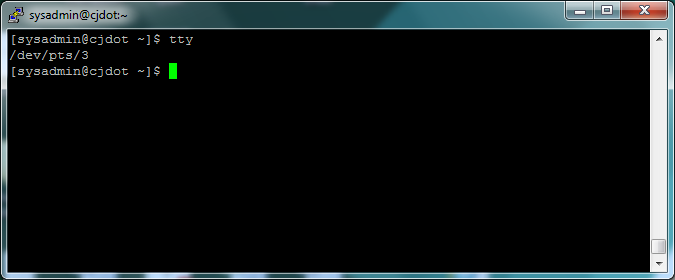 sysadmin@cjdot:~
[sysadmin@cjdot ~]$ tty
/dev/pts/3
[sysadmin@cjdot ~]$